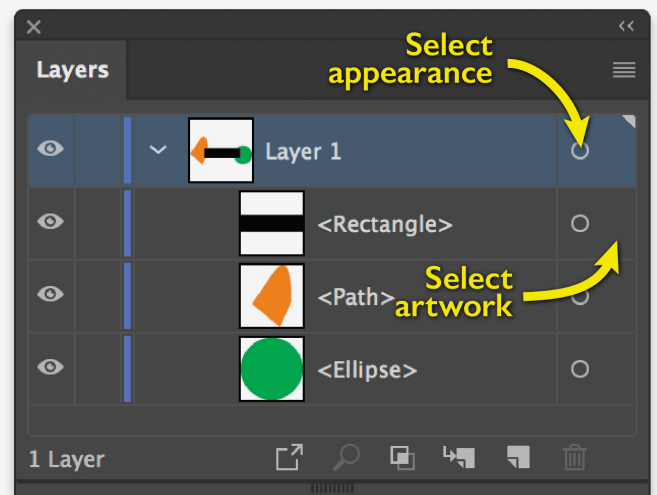 Select
appearance
Layers
Layer 1
<Rectangle>
<Path>
Select
artwork
<Ellipse>
1 Layer